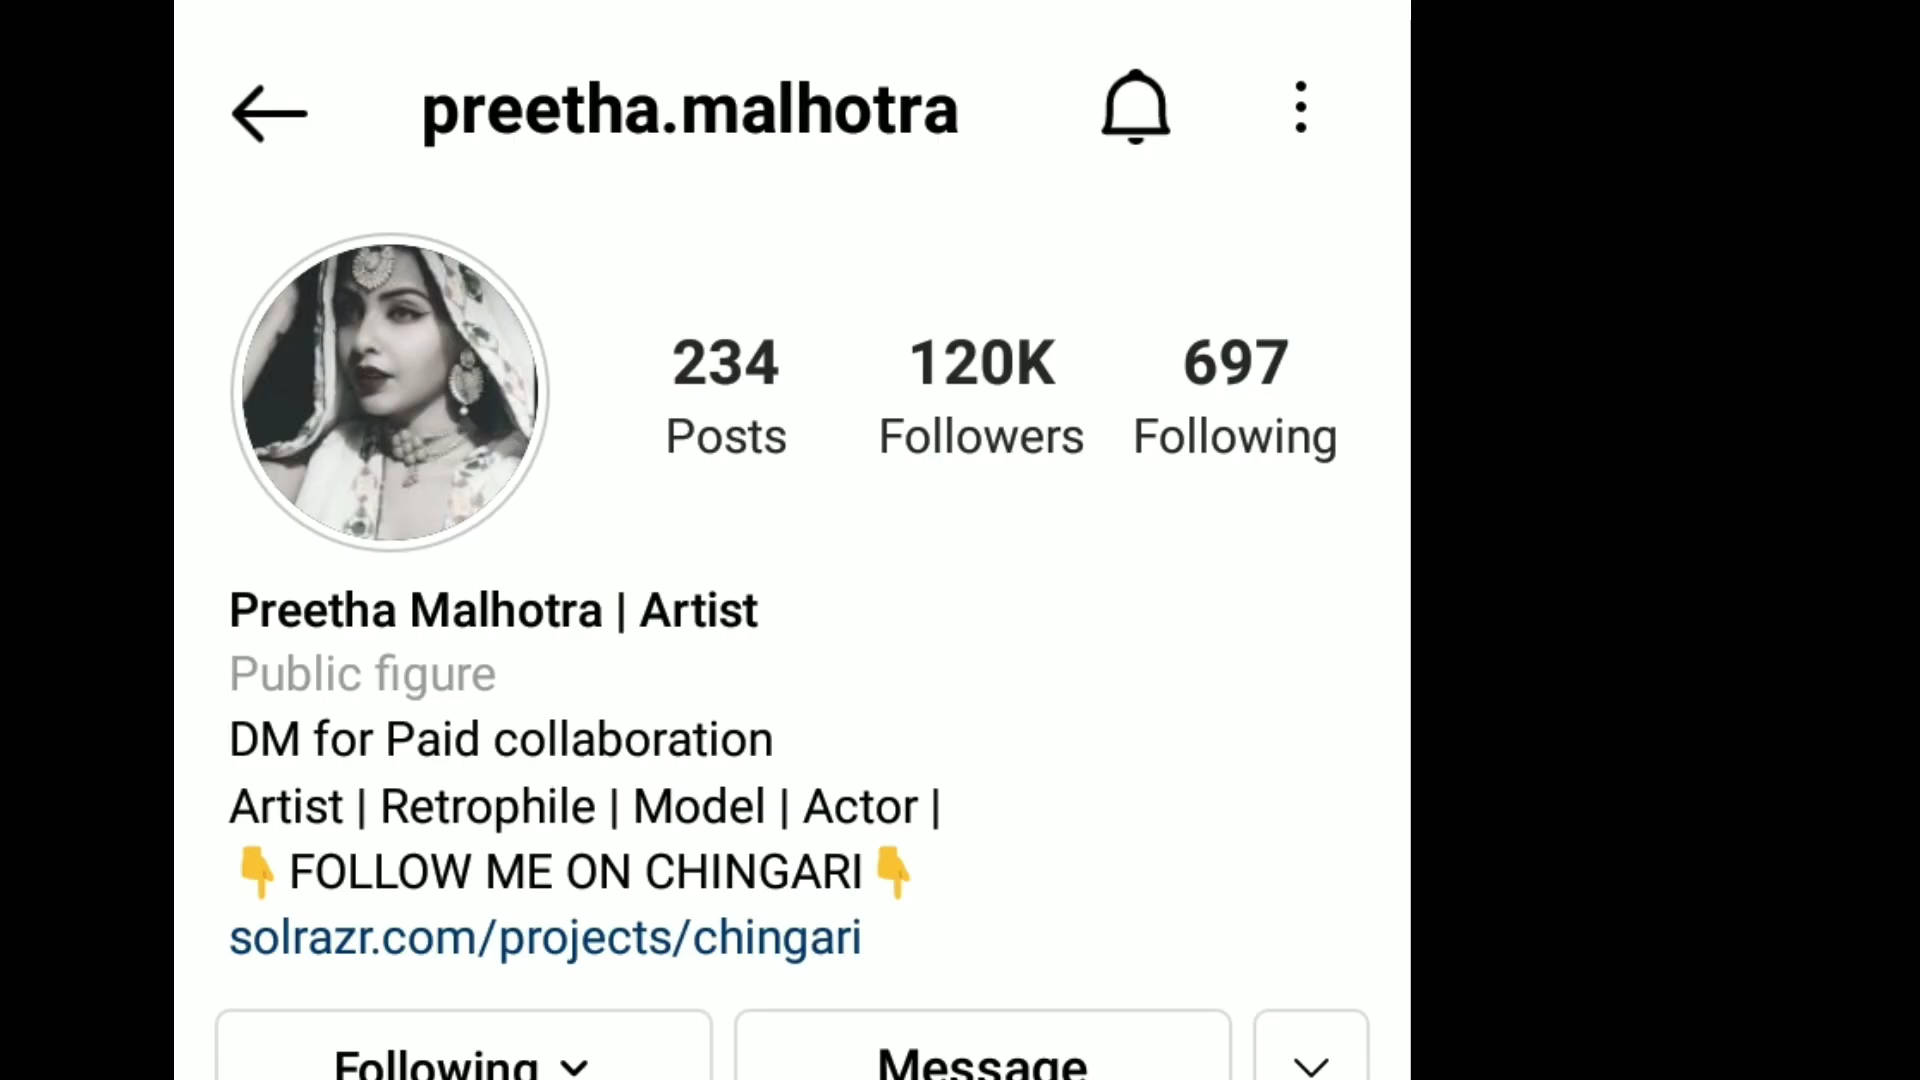 preetha.malhotra
234 120K 697
Posts Followers Following
Preetha Malhotra | Artist
Public figure
DM for Paid collaboration
Artist | Retrophile | Model | Actor |
👇FOLLOW ME ON CHINGARI👇
solrazr.com/projects/chingari
Following Message